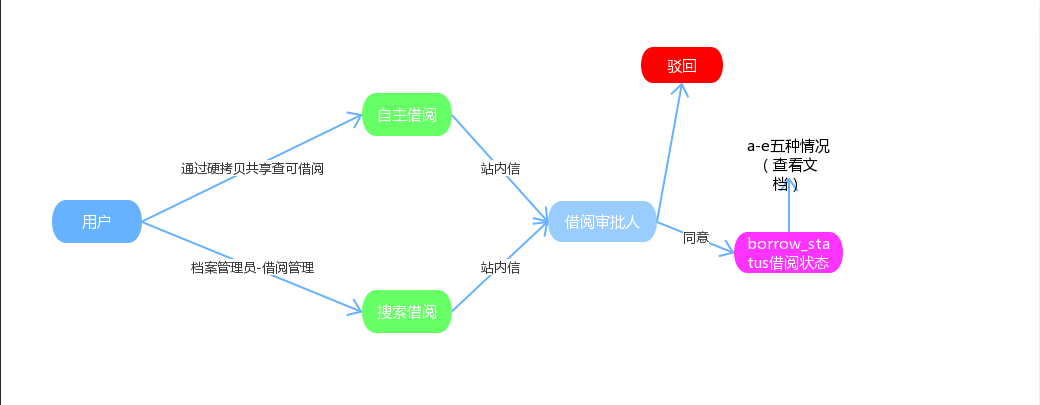 驳回
自主借阅
a-e五种情况
（查看文
档）
通过硬拷贝共享查可借阅
站内信
用户
借阅审批人
同意
borrow_sta
tus借阅状态
档案管理员-借阅管理
站内信
搜索借阅